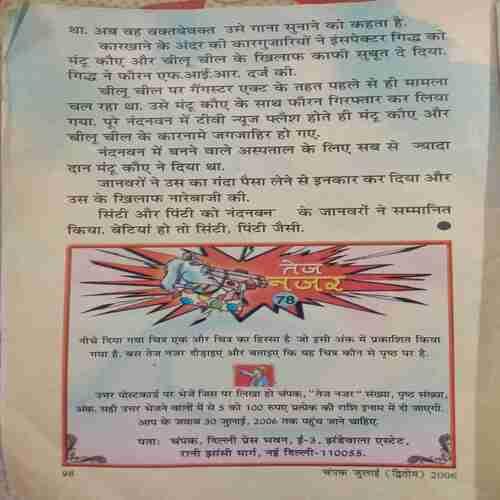 था. अब वह वक्तबेवक्त उसे गाना सुनाने को कहता है.
कारखाने के अंदर की कारगुजारियों ने इंसपेक्टर गिद्ध को
मंटू कौए और चीलू चील के खिलाफ काफी सुबूत दे दिया.
गिद्ध ने फौरन एफ.आई.आर. दर्ज की.
चीलू चील पर गैंगस्टर एक्ट के तहत पहले से ही मामला
चल रहा था. उसे मंटू कौए के साथ फौरन गिरफ्तार कर लिया
गया. पूरे नंदनवन में टीवी न्यूज फ्लैश होते ही मंटू कौए और
चीलू चील के कारनामे जगजाहिर हो गए.
नंदनवन में बनने वाले अस्पताल के लिए सब से ज्यादा
दान मंटू कौए ने दिया था.
जानवरों ने उस का गंदा पैसा लेने से इनकार कर दिया और
उस के खिलाफ नारेबाजी की.
सिंटी और पिंटी को नंदनवन के जानवरों ने सम्मानित
किया. बेटियां हो तो सिंटी, पिंटी जैसी.
तेज
नजर
78
नीचे दिया गया चित्र एक और चित्र का हिस्सा है जो इसी अंक में प्रकाशित किया
गया है. बस तेज नजर दौड़ाइए और बताइए कि यह चित्र कौन से पृष्ठ पर है.
उत्तर पोस्टकार्ड पर भेजें जिस पर लिखा हो चंपक, "तेज नजर" संख्या, पृष्ठ संख्या,
अंक. सही उत्तर भेजने वालों में से 5 को 100 रुपए प्रत्येक की राशि इनाम में दी जाएगी.
आप के जवाब 30 जुलाई, 2006 तक पहुंच जाने चाहिए.
पता: चंपक, दिल्ली प्रेस भवन, ई-3, झंडेवाला एस्टेट,
रानी झांसी मार्ग, नई दिल्ली-110055.
98
चंपक जुलाई (द्वितीय) 2006